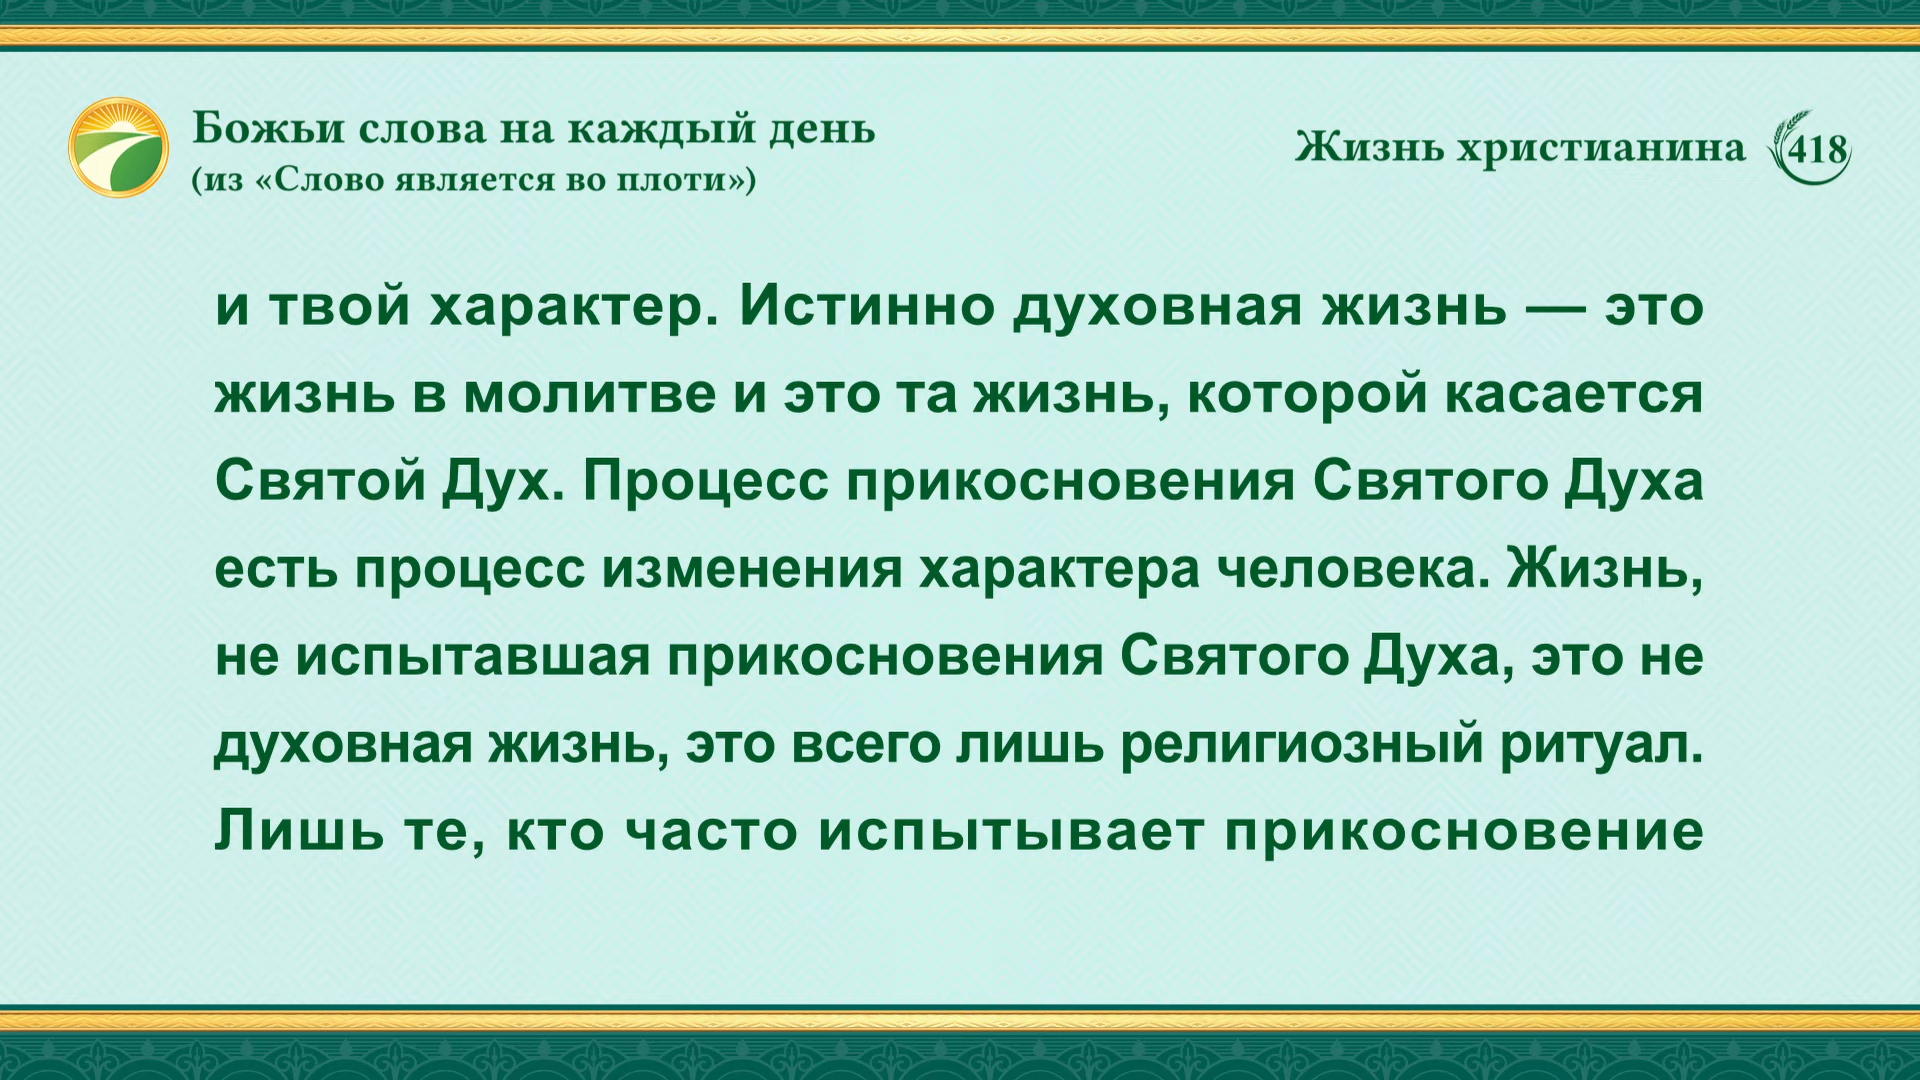 Божьи слова на каждый день
(из «Слово является во плоти»)
Жизнь христианина 418
и твой характер. Истинно духовная жизнь — это
жизнь в молитве и это та жизнь, которой касается
Святой Дух. Процесс прикосновения Святого Духа
есть процесс изменения характера человека. Жизнь,
не испытавшая прикосновения Святого Духа, это не
духовная жизнь, это всего лишь религиозный ритуал.
Лишь те, кто часто испытывает прикосновение